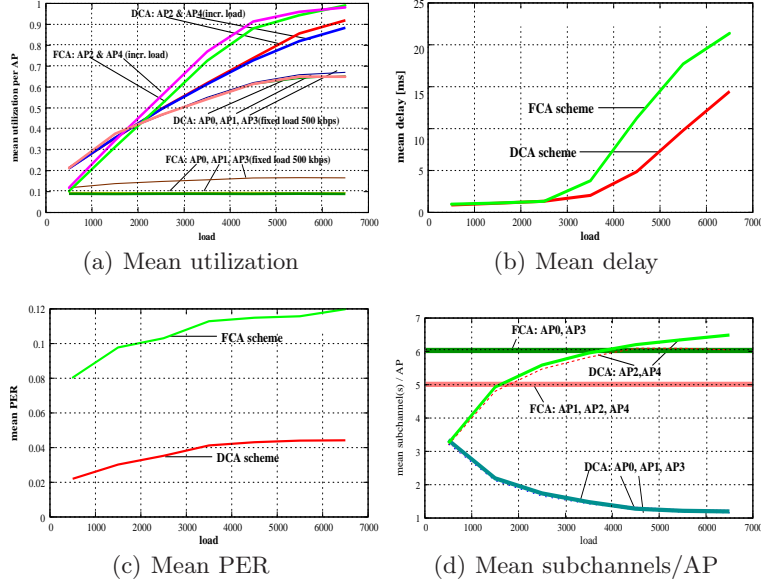 1
0.9
0.8
0.7
0.6
0.5
0.4
0.3
0.2
0.1
0
mean utilization per AP
DCA: AP2 & AP4(incr. load)
FCA: AP2 & AP4 (incr. load)
DCA: AP0, AP1, AP3(fixed load 500 kbps)
FCA: AP0, AP1, AP3(fixed load 500 kbps)
0 1000 2000 3000 4000 5000 6000 7000
load
(a) Mean utilization
25
20
15
10
5
0
mean delay [ms]
FCA scheme
DCA scheme
0 1000 2000 3000 4000 5000 6000 7000
load
(b) Mean delay
0.12
0.1
0.08
0.06
0.04
0.02
0
mean PER
FCA scheme
DCA scheme
0 1000 2000 3000 4000 5000 6000 7000
load
(c) Mean PER
7
6
5
4
3
2
1
mean subchannel(s) / AP
FCA: AP0, AP3
DCA: AP2,AP4
FCA: AP1, AP2, AP4
DCA: AP0, AP1, AP3
0 1000 2000 3000 4000 5000 6000 7000
load
(d) Mean subchannels/AP